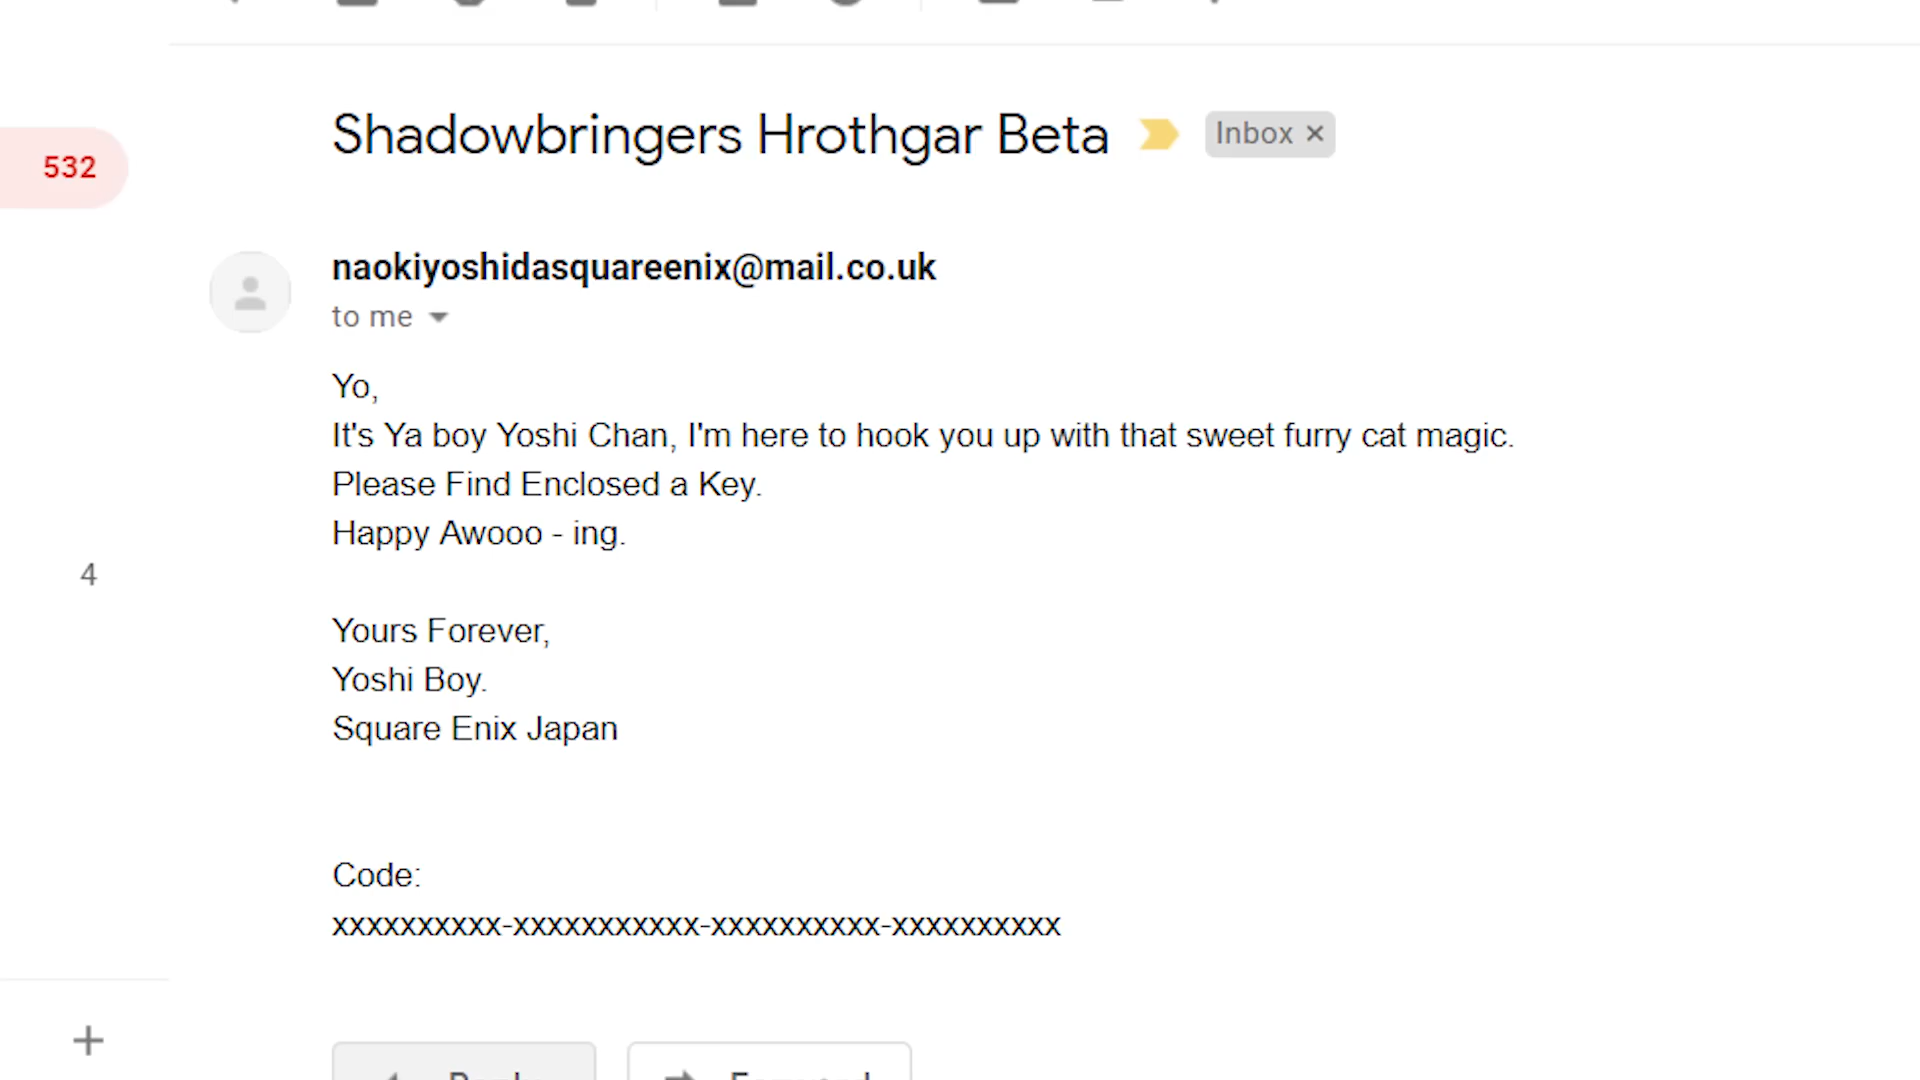 Shadowbringers Hrothgar Beta Inbox ×
532
naokiyoshidasquareenix@mail.co.uk
to me
Yo,
It's Ya boy Yoshi Chan, I'm here to hook you up with that sweet furry cat magic.
Please Find Enclosed a Key.
Happy Awooo - ing.
4
Yours Forever,
Yoshi Boy.
Square Enix Japan
Code:
xxxxxxxxxx-xxxxxxxxxxx-xxxxxxxxxx-xxxxxxxxxx
Reply Forward